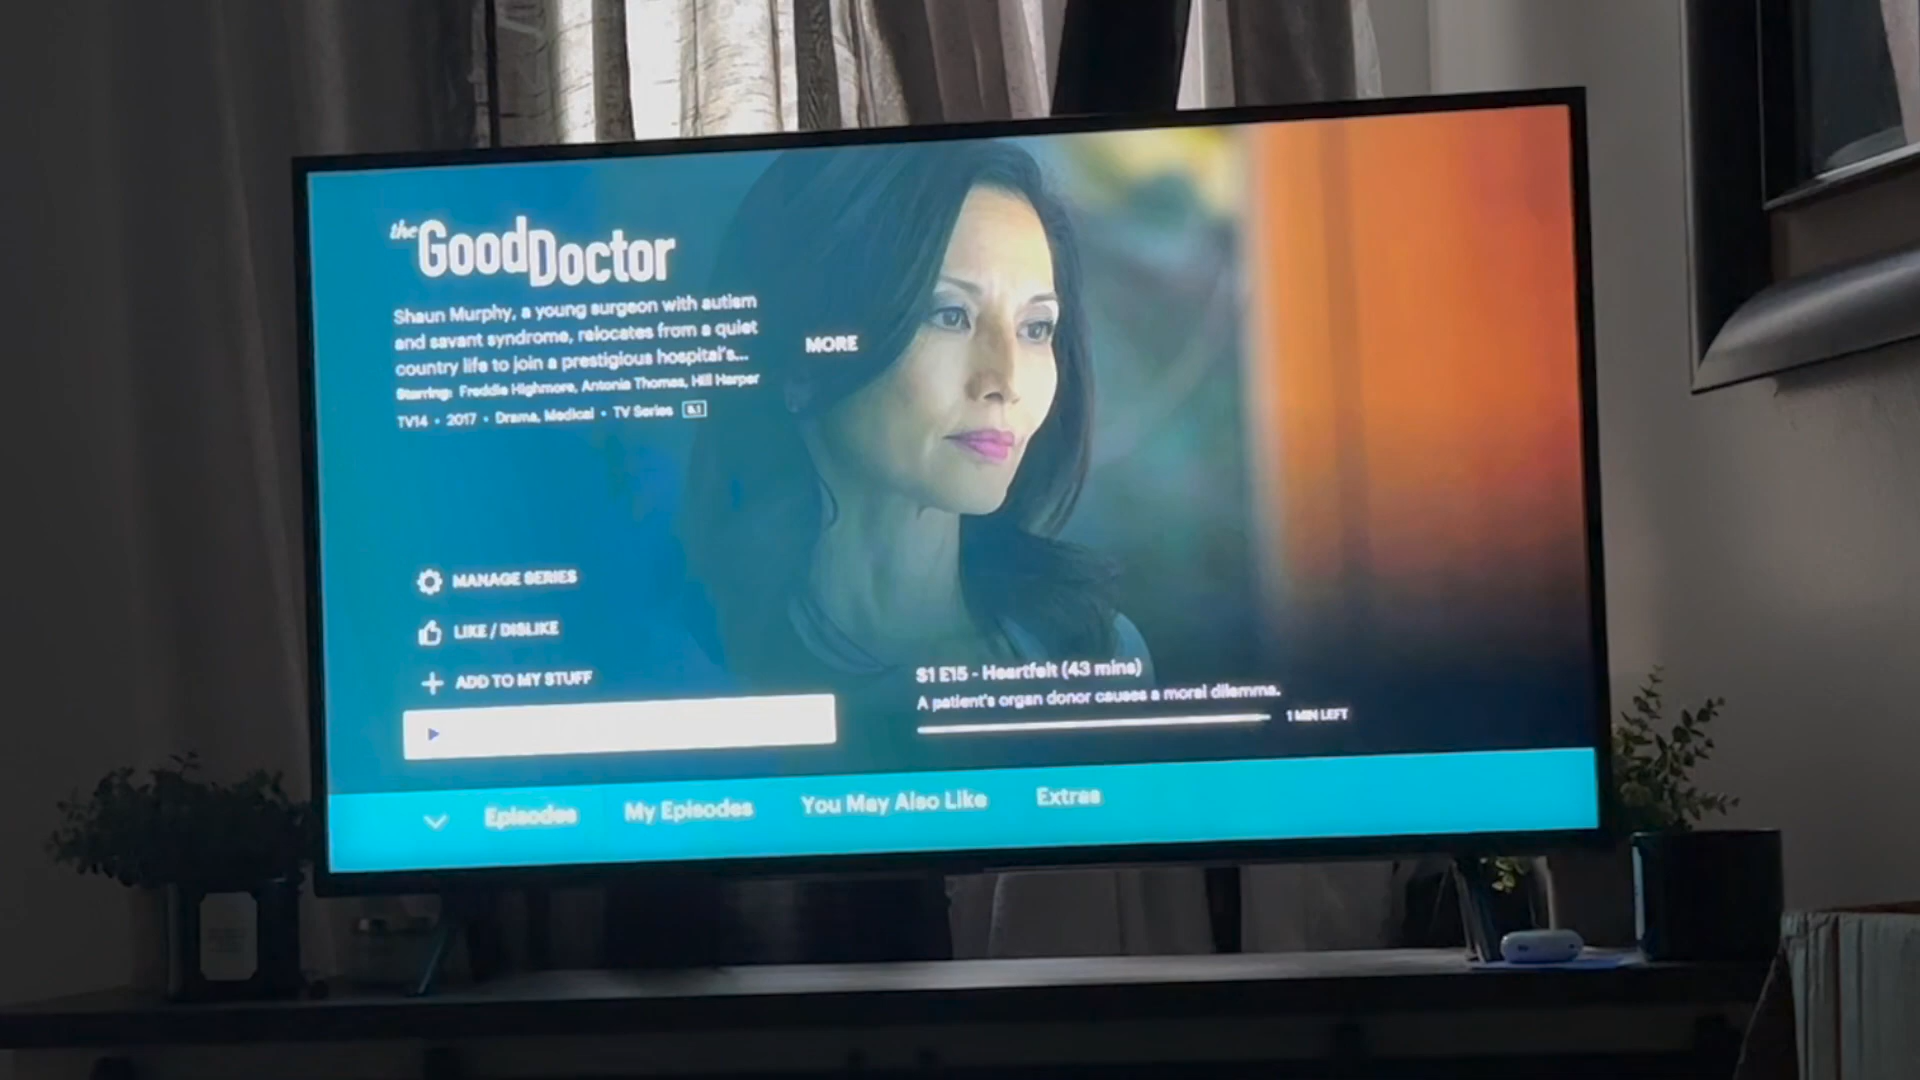 the Good Doctor
Shaun Murphy, a young surgeon with autism
and savant syndrome, relocates from a quiet
country life to join a prestigious hospital's...
Starring: Freddie Highmore, Antonia Thomas, Hill Harper
TV14 • 2017 • Drama, Medical • TV Series 5.1
MORE
MANAGE SERIES
LIKE / DISLIKE
ADD TO MY STUFF
S1 E15 - Heartfelt (43 mins)
A patient's organ donor causes a moral dilemma.
1 MIN LEFT
Episodes My Episodes You May Also Like Extras